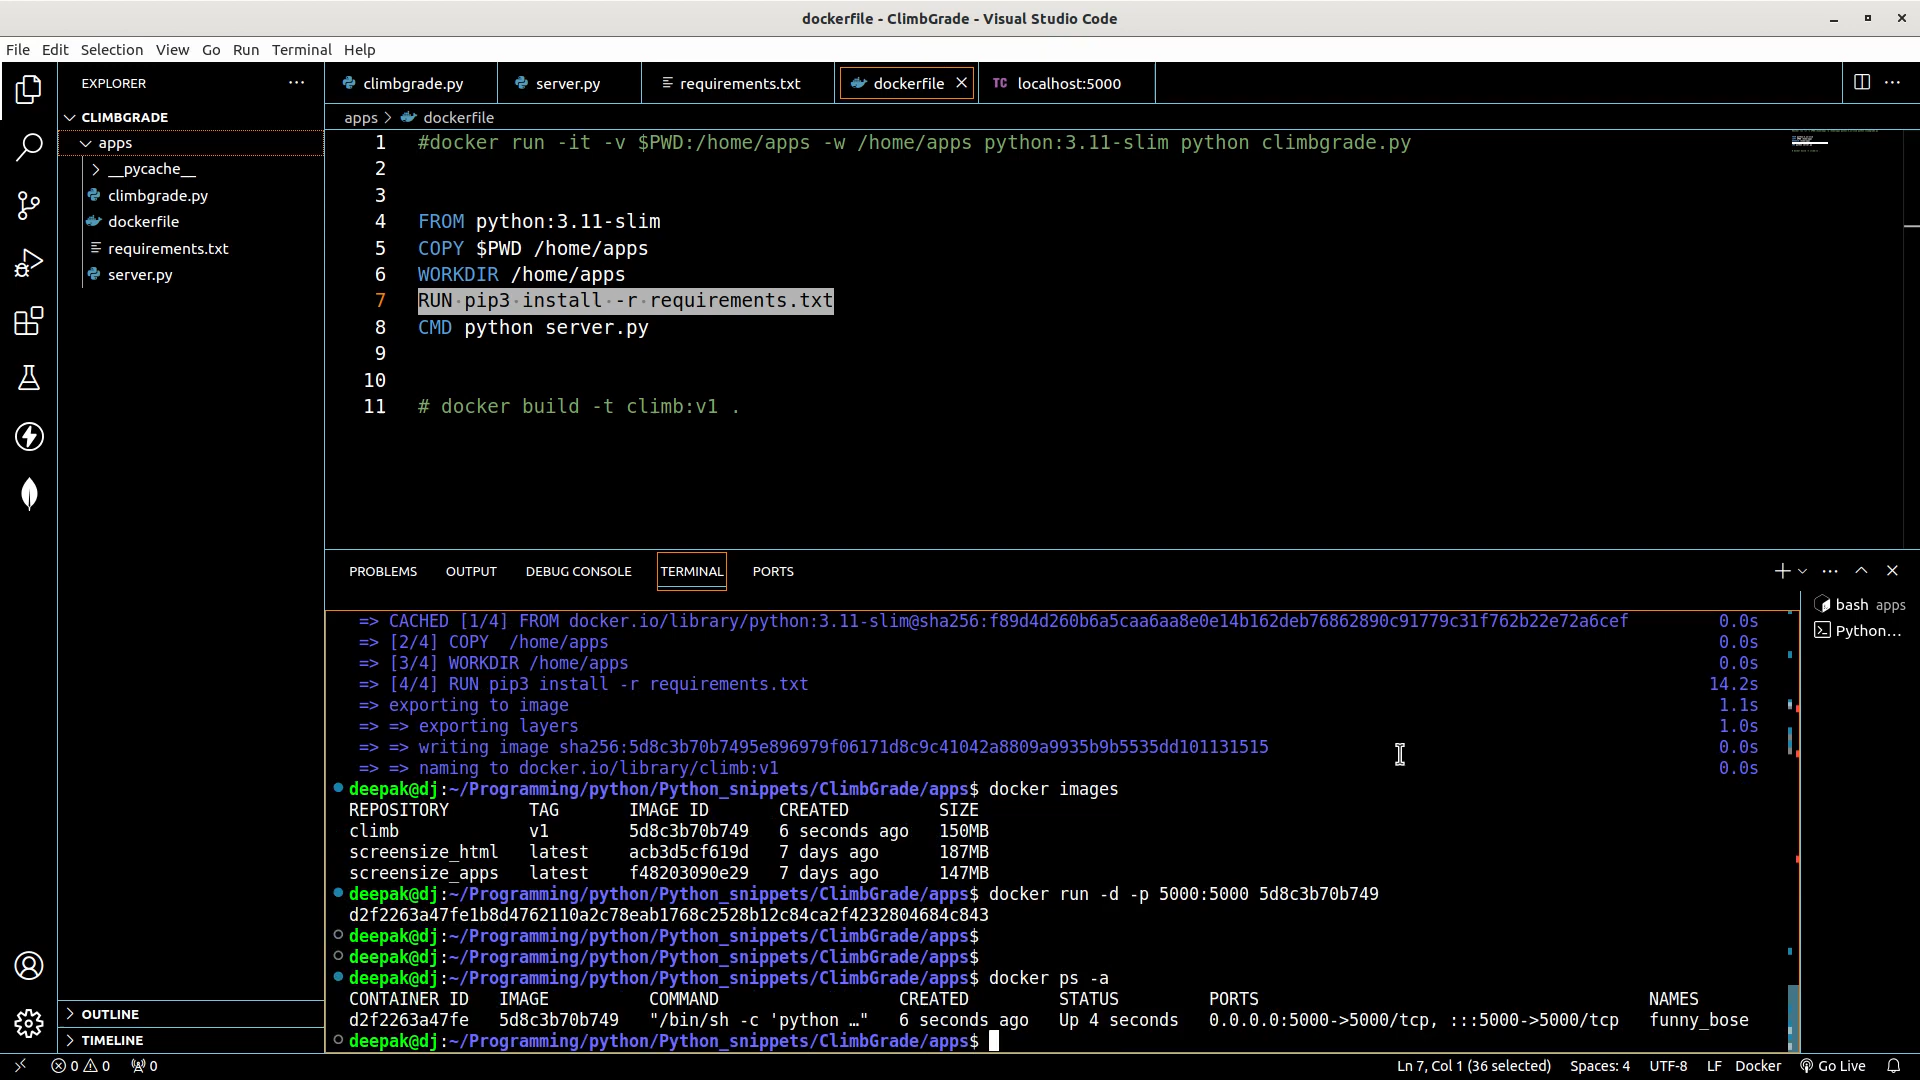 dockerfile - ClimbGrade - Visual Studio Code
File Edit Selection View Go Run Terminal Help
EXPLORER
CLIMBGRADE
apps
__pycache__
climbgrade.py
dockerfile
requirements.txt
server.py
OUTLINE
TIMELINE
climbgrade.py server.py requirements.txt dockerfile TC localhost:5000
apps > dockerfile
1 #docker run -it -v $PWD:/home/apps -w /home/apps python:3.11-slim python climbgrade.py
2
3
4 FROM python:3.11-slim
5 COPY $PWD /home/apps
6 WORKDIR /home/apps
7 RUN pip3 install -r requirements.txt
8 CMD python server.py
9
10
11 # docker build -t climb:v1 .
PROBLEMS OUTPUT DEBUG CONSOLE TERMINAL PORTS
=> CACHED [1/4] FROM docker.io/library/python:3.11-slim@sha256:f89d4d260b6a5caa6aa8e0e14b162deb76862890c91779c31f762b22e72a6cef 0.0s
=> [2/4] COPY  /home/apps 0.0s
=> [3/4] WORKDIR /home/apps 0.0s
=> [4/4] RUN pip3 install -r requirements.txt 14.2s
=> exporting to image 1.1s
=> => exporting layers 1.0s
=> => writing image sha256:5d8c3b70b7495e896979f06171d8c9c41042a8809a9935b9b5535dd101131515 0.0s
=> => naming to docker.io/library/climb:v1 0.0s
deepak@dj:~/Programming/python/Python_snippets/ClimbGrade/apps$ docker images
REPOSITORY TAG IMAGE ID CREATED SIZE
climb v1 5d8c3b70b749 6 seconds ago 150MB
screensize_html latest acb3d5cf619d 7 days ago 187MB
screensize_apps latest f48203090e29 7 days ago 147MB
deepak@dj:~/Programming/python/Python_snippets/ClimbGrade/apps$ docker run -d -p 5000:5000 5d8c3b70b749
d2f2263a47fe1b8d4762110a2c78eab1768c2528b12c84ca2f4232804684c843
deepak@dj:~/Programming/python/Python_snippets/ClimbGrade/apps$
deepak@dj:~/Programming/python/Python_snippets/ClimbGrade/apps$
deepak@dj:~/Programming/python/Python_snippets/ClimbGrade/apps$ docker ps -a
CONTAINER ID IMAGE COMMAND CREATED STATUS PORTS NAMES
d2f2263a47fe 5d8c3b70b749 "/bin/sh -c 'python …" 6 seconds ago Up 4 seconds 0.0.0.0:5000->5000/tcp, :::5000->5000/tcp funny_bose
deepak@dj:~/Programming/python/Python_snippets/ClimbGrade/apps$
bash apps
Python...
0 0 0 Ln 7, Col 1 (36 selected) Spaces: 4 UTF-8 LF Docker Go Live